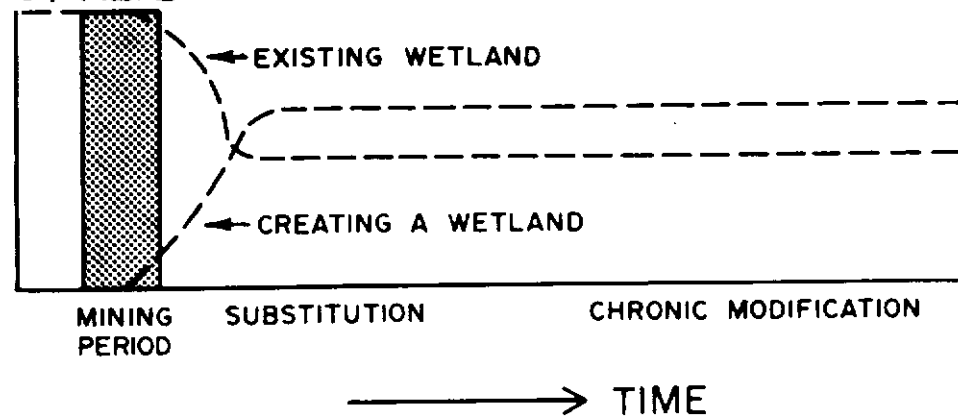 EXISTING WETLAND
CREATING A WETLAND
MINING PERIOD
SUBSTITUTION
CHRONIC MODIFICATION
TIME